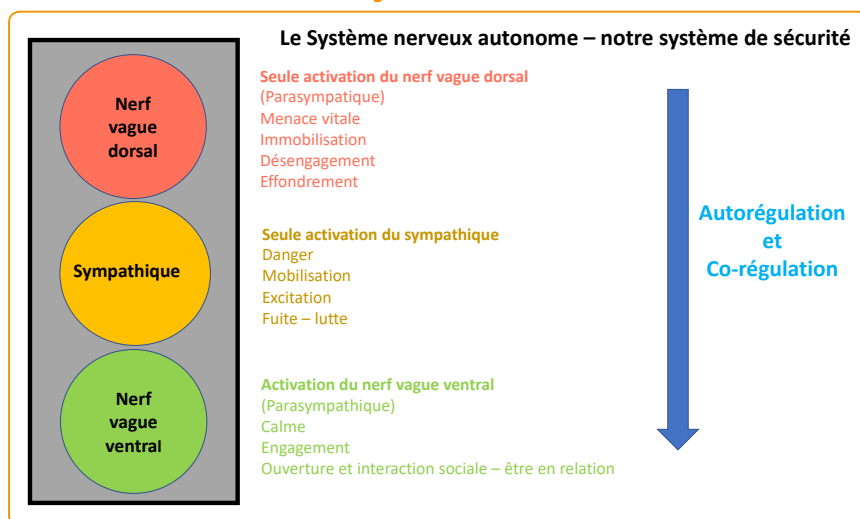 Le Système nerveux autonome – notre système de sécurité
Nerf
vague
dorsal
Seule activation du nerf vague dorsal
(Parasympatique)
Menace vitale
Immobilisation
Désengagement
Effondrement
Sympathique
Seule activation du sympathique
Danger
Mobilisation
Excitation
Fuite – lutte
Nerf
vague
ventral
Activation du nerf vague ventral
(Parasympathique)
Calme
Engagement
Ouverture et interaction sociale – être en relation
Autorégulation
et
Co-régulation